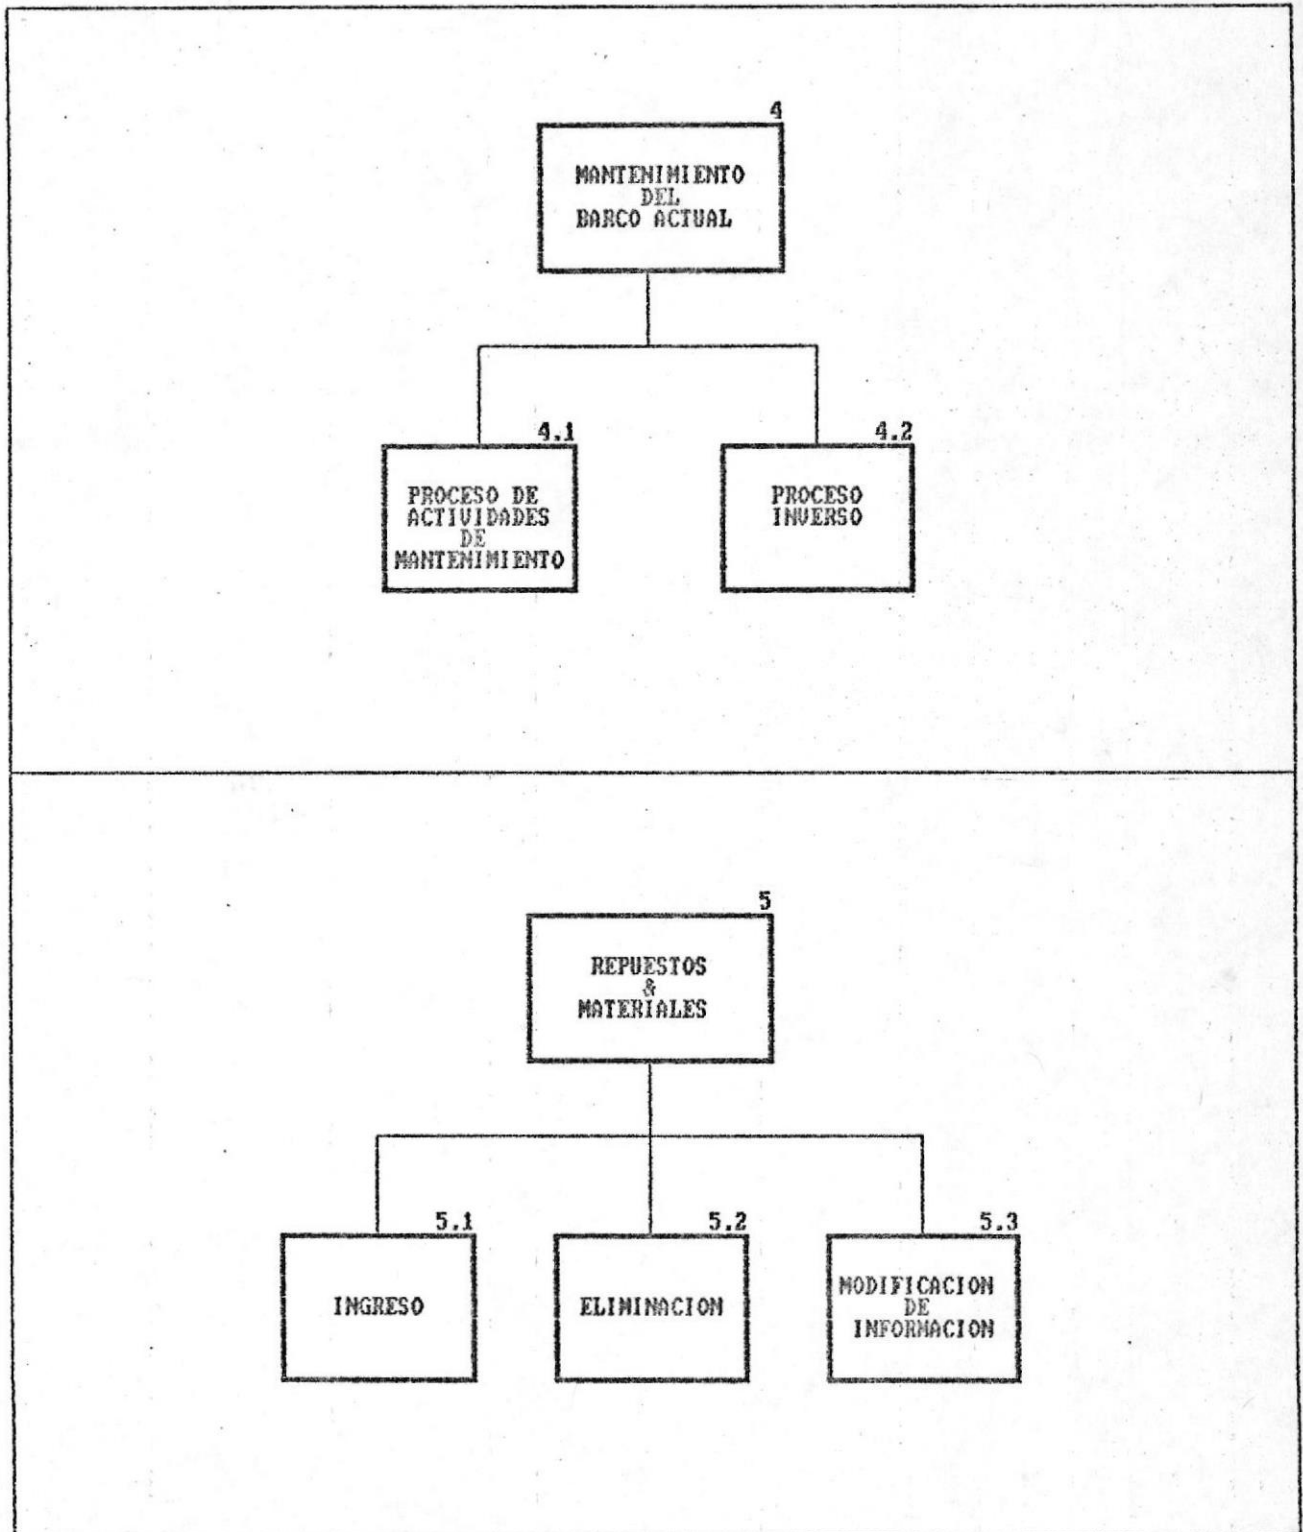 4
MANTENIMIENTO
DEL
BARCO ACTUAL
4.1
PROCESO DE
ACTIVIDADES
DE
MANTENIMIENTO
4.2
PROCESO
INVERSO
5
REPUESTOS
&
MATERIALES
5.1
INGRESO
5.2
ELIMINACION
5.3
MODIFICACION
DE
INFORMACION